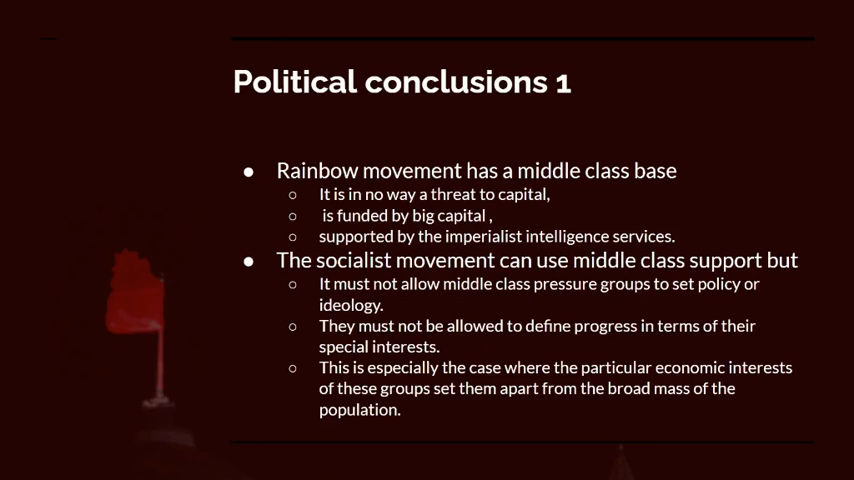 Political conclusions 1
● Rainbow movement has a middle class base
○ It is in no way a threat to capital,
○ is funded by big capital ,
○ supported by the imperialist intelligence services.
● The socialist movement can use middle class support but
○ It must not allow middle class pressure groups to set policy or
ideology.
○ They must not be allowed to define progress in terms of their
special interests.
○ This is especially the case where the particular economic interests
of these groups set them apart from the broad mass of the
population.